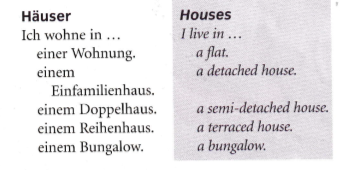 Häuser
Ich wohne in …
einer Wohnung.
einem
Einfamilienhaus.
einem Doppelhaus.
einem Reihenhaus.
einem Bungalow.
Houses
I live in …
a flat.
a detached house.
a semi-detached house.
a terraced house.
a bungalow.